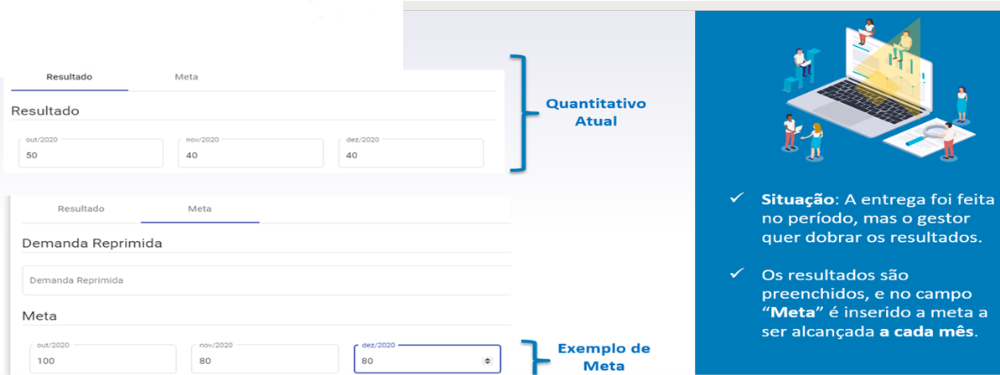 Resultado Meta
Resultado
out/2020 nov/2020 dez/2020
50 40 40
Quantitativo
Atual
Resultado Meta
Demanda Reprimida
Demanda Reprimida
Meta
out/2020 nov/2020 dez/2020
100 80 80
Exemplo de
Meta
✓ Situação: A entrega foi feita
no período, mas o gestor
quer dobrar os resultados.
✓ Os resultados são
preenchidos, e no campo
“Meta” é inserido a meta a
ser alcançada a cada mês.